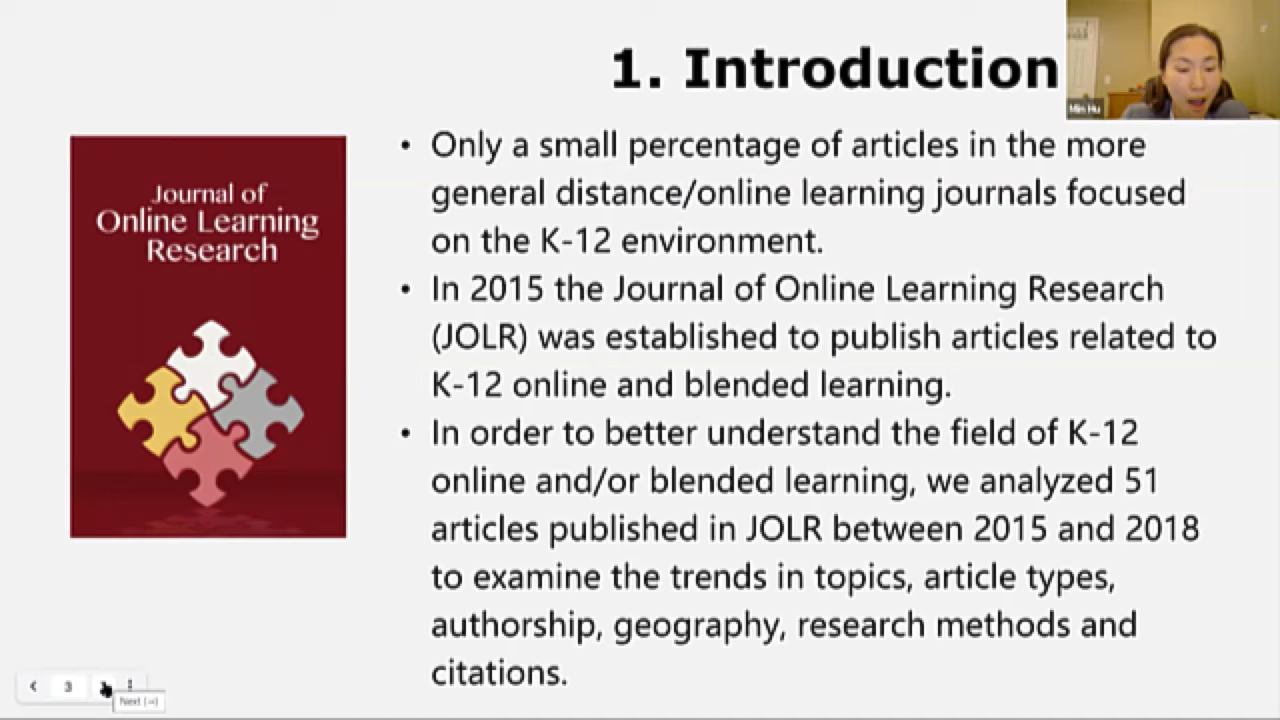 1. Introduction
Min Hu
Journal of
Online Learning
Research
• Only a small percentage of articles in the more
general distance/online learning journals focused
on the K-12 environment.
• In 2015 the Journal of Online Learning Research
(JOLR) was established to publish articles related to
K-12 online and blended learning.
• In order to better understand the field of K-12
online and/or blended learning, we analyzed 51
articles published in JOLR between 2015 and 2018
to examine the trends in topics, article types,
authorship, geography, research methods and
citations.
3
Next (→)